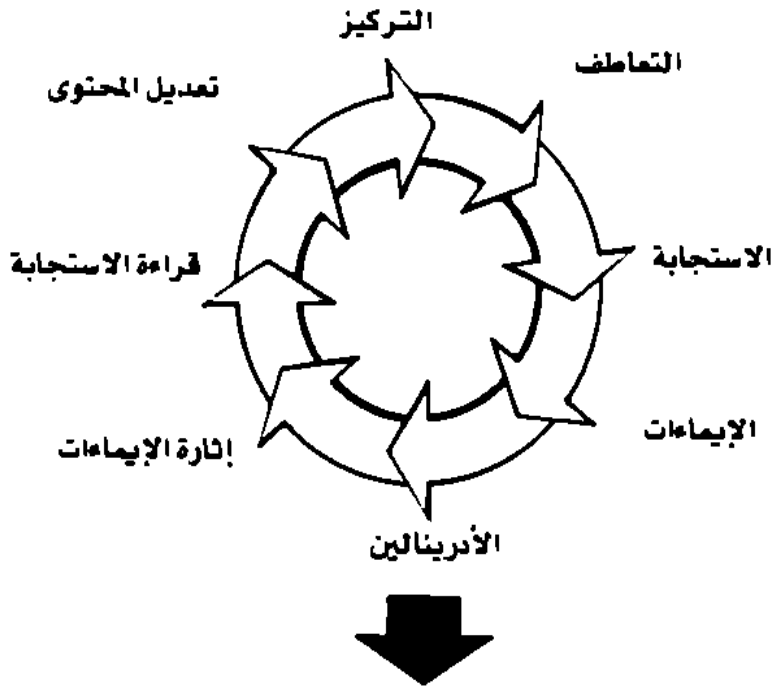 التركيز
التعاطف
الاستجابة
الإيماءات
الأدرينالين
إثارة الإيماءات
قراءة الاستجابة
تعديل المحتوى